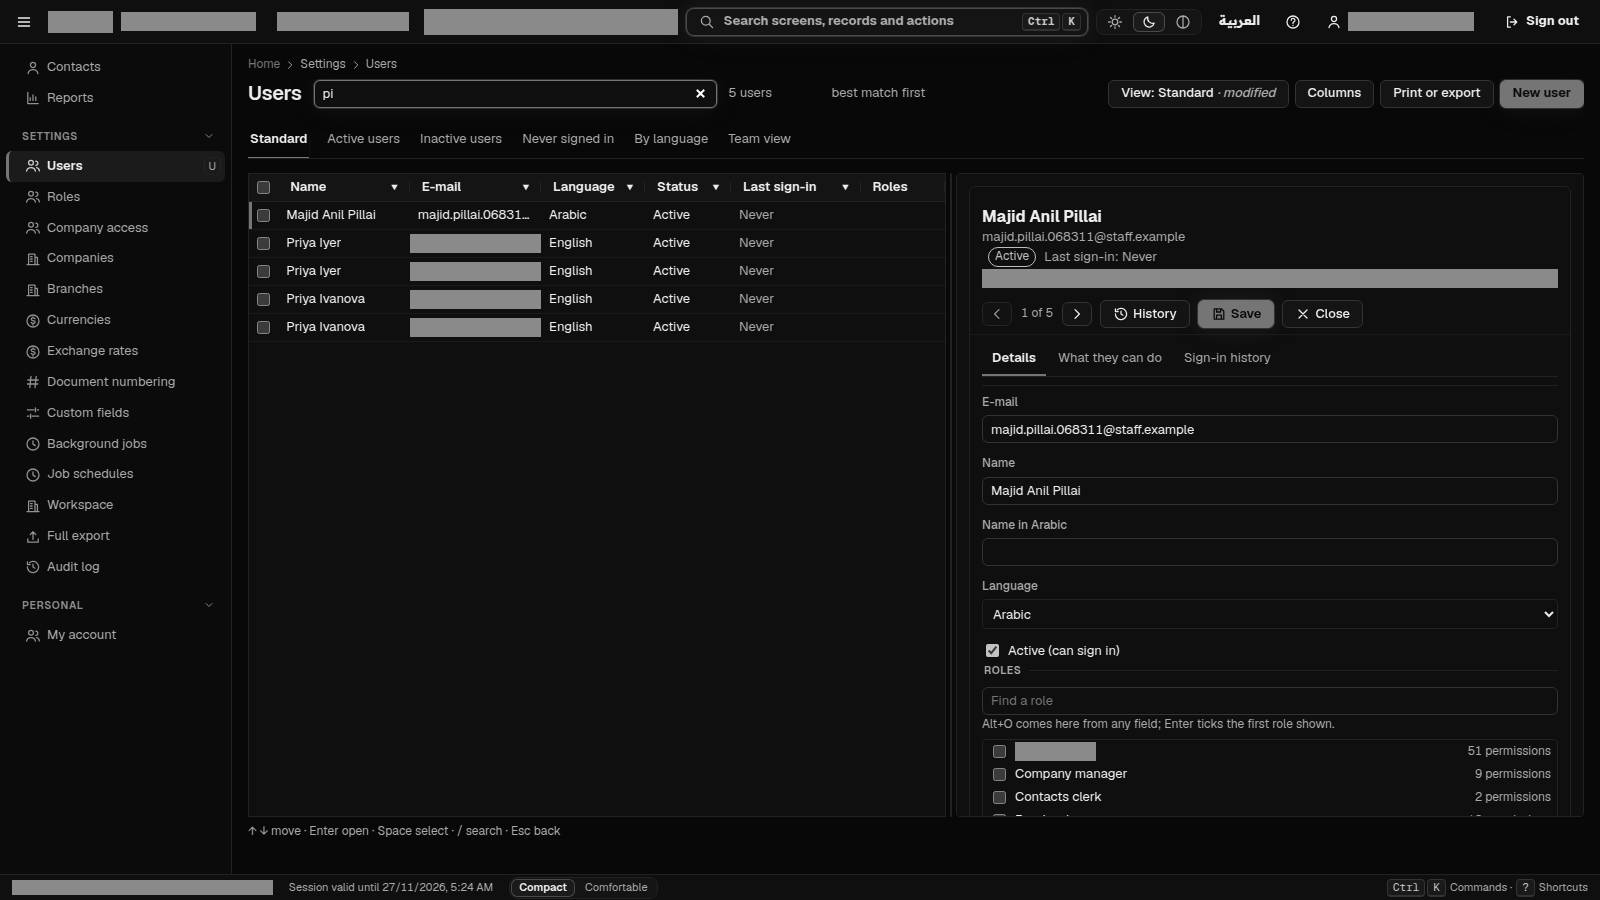 Search screens, records and actions Ctrl K العربية Sign out
Contacts
Reports
SETTINGS
Users U
Roles
Company access
Companies
Branches
Currencies
Exchange rates
Document numbering
Custom fields
Background jobs
Job schedules
Workspace
Full export
Audit log
PERSONAL
My account
Home > Settings > Users
Users pi 5 users best match first View: Standard · modified Columns Print or export New user
Standard Active users Inactive users Never signed in By language Team view
Name E-mail Language Status Last sign-in Roles
Majid Anil Pillai majid.pillai.06831... Arabic Active Never
Priya Iyer English Active Never
Priya Iyer English Active Never
Priya Ivanova English Active Never
Priya Ivanova English Active Never
↑↓ move · Enter open · Space select · / search · Esc back
Majid Anil Pillai
majid.pillai.068311@staff.example
Active Last sign-in: Never
1 of 5 History Save Close
Details What they can do Sign-in history
E-mail
majid.pillai.068311@staff.example
Name
Majid Anil Pillai
Name in Arabic
Language
Arabic
Active (can sign in)
ROLES
Find a role
Alt+O comes here from any field; Enter ticks the first role shown.
51 permissions
Company manager 9 permissions
Contacts clerk 2 permissions
Session valid until 27/11/2026, 5:24 AM Compact Comfortable Ctrl K Commands · ? Shortcuts